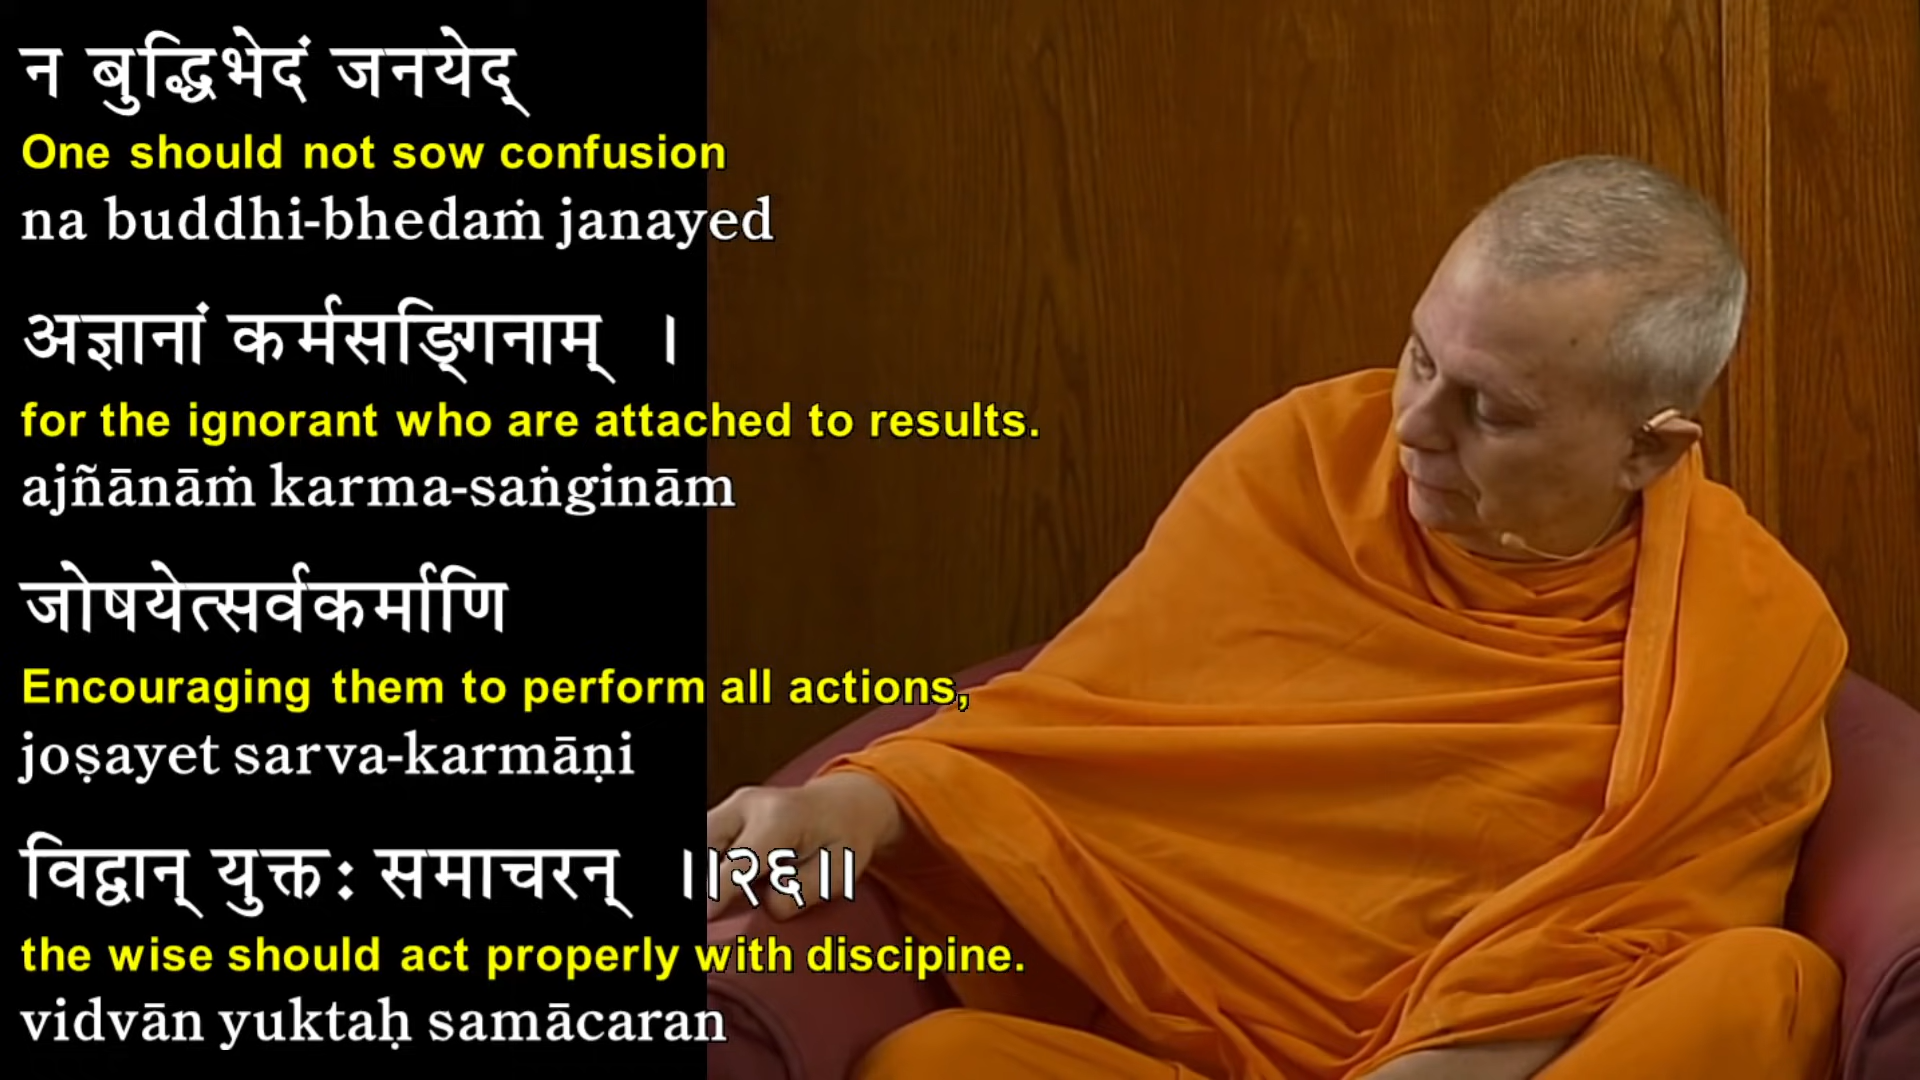 न बुद्धिभेदं जनयेद्
One should not sow confusion
na buddhi-bhedaṁ janayed
अज्ञानां कर्मसङ्गिनाम् ।
for the ignorant who are attached to results.
ajñānāṁ karma-saṅginām
जोषयेत्सर्वकर्माणि
Encouraging them to perform all actions,
joṣayet sarva-karmāṇi
विद्वान् युक्तः समाचरन् ।।२६।।
the wise should act properly with discipine.
vidvān yuktaḥ samācaran